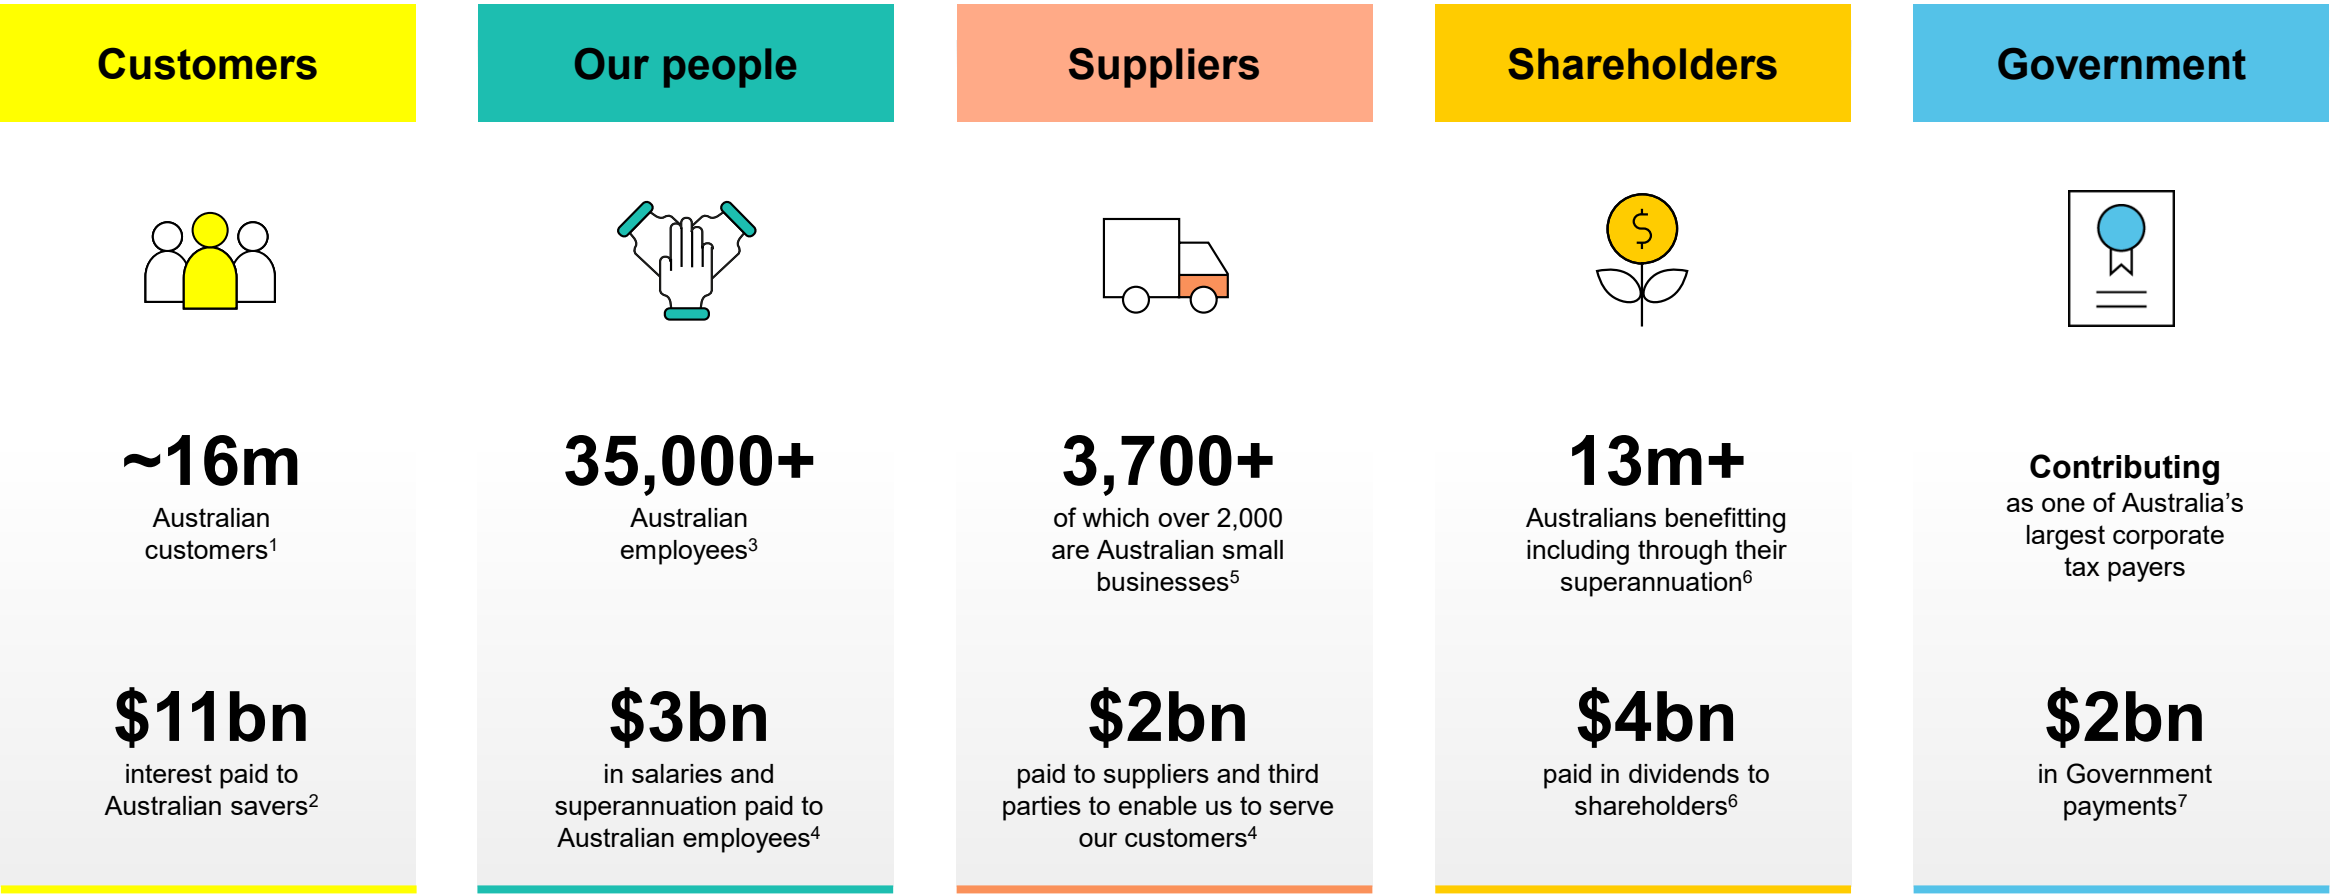 Customers
Our people
Suppliers
Shareholders
Government
~16m
Australian
customers¹
$11bn
interest paid to
Australian savers²
35,000+
Australian
employees³
$3bn
in salaries and
superannuation paid to
Australian employees⁴
3,700+
of which over 2,000
are Australian small
businesses⁵
$2bn
paid to suppliers and third
parties to enable us to serve
our customers⁴
$
13m+
Australians benefitting
including through their
superannuation⁶
$4bn
paid in dividends to
shareholders⁶
Contributing
as one of Australia’s
largest corporate
tax payers
$2bn
in Government
payments⁷